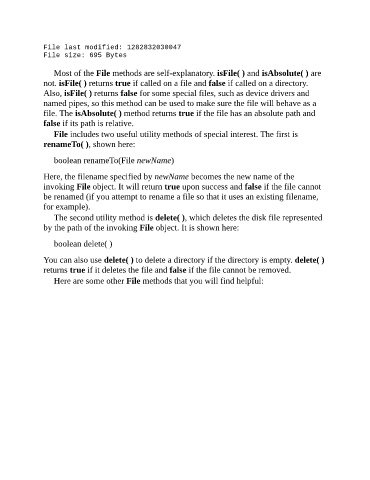 File last modified: 1282832030047
File size: 695 Bytes
Most of the File methods are self-explanatory. isFile( ) and isAbsolute( ) are
not. isFile( ) returns true if called on a file and false if called on a directory.
Also, isFile( ) returns false for some special files, such as device drivers and
named pipes, so this method can be used to make sure the file will behave as a
file. The isAbsolute( ) method returns true if the file has an absolute path and
false if its path is relative.
File includes two useful utility methods of special interest. The first is
renameTo( ), shown here:
boolean renameTo(File newName)
Here, the filename specified by newName becomes the new name of the
invoking File object. It will return true upon success and false if the file cannot
be renamed (if you attempt to rename a file so that it uses an existing filename,
for example).
The second utility method is delete( ), which deletes the disk file represented
by the path of the invoking File object. It is shown here:
boolean delete( )
You can also use delete( ) to delete a directory if the directory is empty. delete( )
returns true if it deletes the file and false if the file cannot be removed.
Here are some other File methods that you will find helpful: